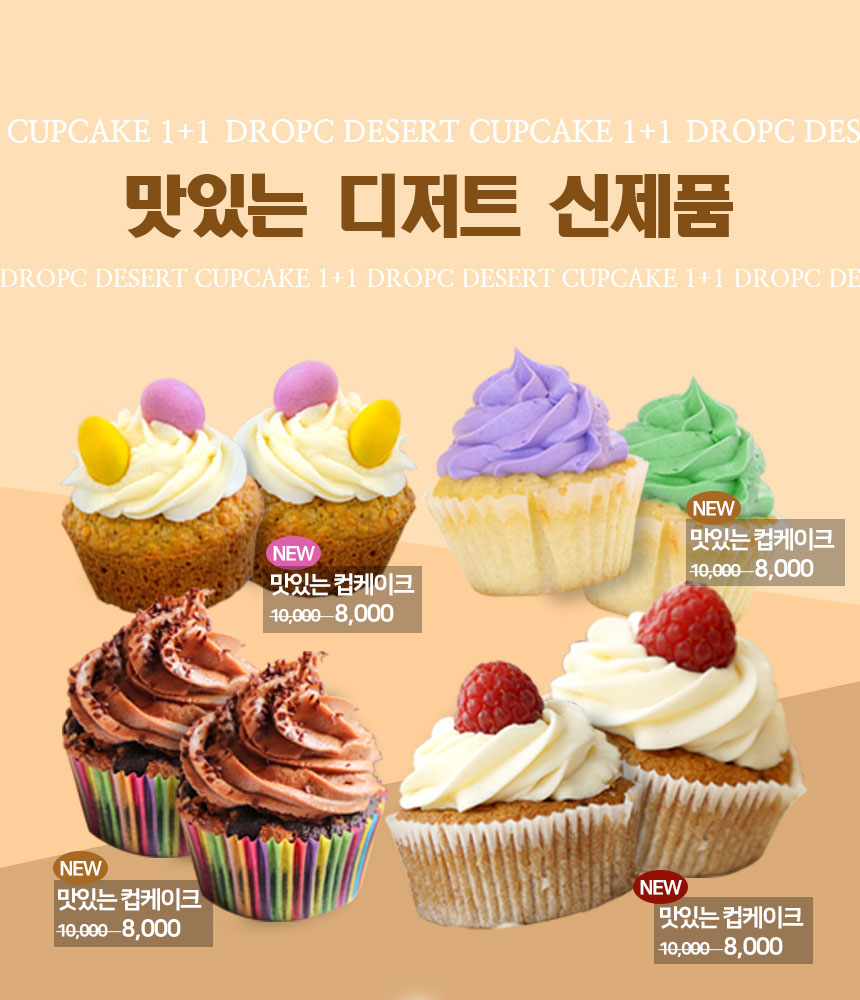 CUPCAKE 1+1 DROPC DESERT CUPCAKE 1+1 DROPC DES
맛있는 디저트 신제품
DROPC DESERT CUPCAKE 1+1 DROPC DESERT CUPCAKE 1+1 DROPC DE
NEW
맛있는 컵케이크
10,000 8,000
NEW
맛있는 컵케이크
10,000 8,000
NEW
맛있는 컵케이크
10,000 8,000
NEW
맛있는 컵케이크
10,000 8,000